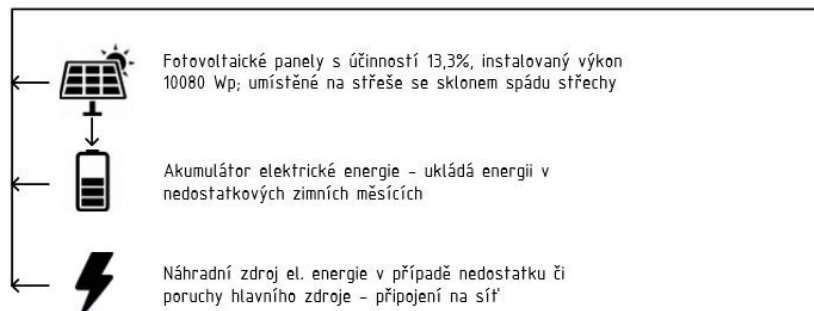 Fotovoltaické panely s účinností 13,3%, instalovaný výkon
10080 Wp; umístěné na střeše se sklonem spádu střechy
Akumulátor elektrické energie - ukládá energii v
nedostatkových zimních měsících
Náhradní zdroj el. energie v případě nedostatku či
poruchy hlavního zdroje - připojení na síť